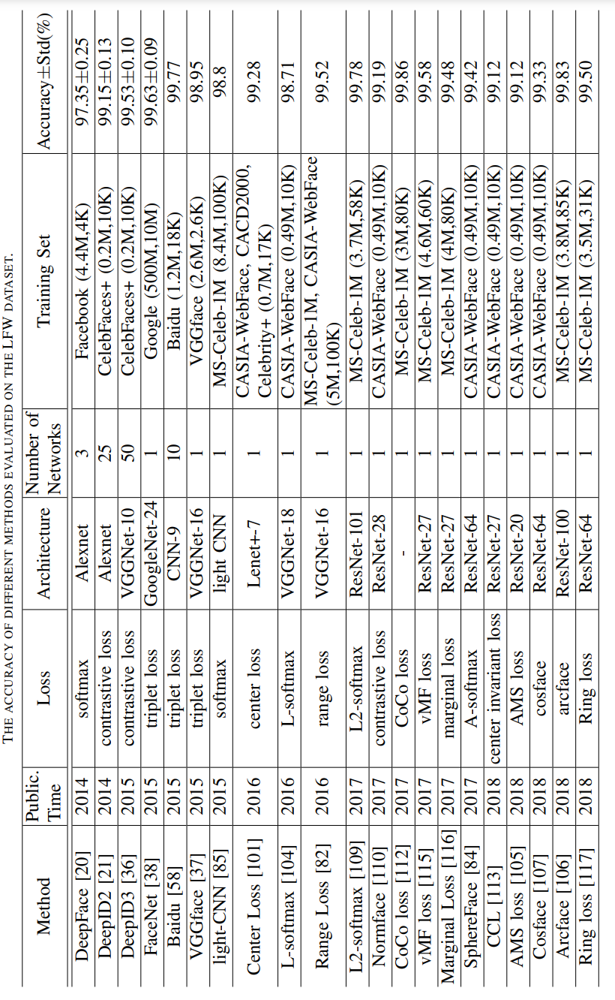 THE ACCURACY OF DIFFERENT METHODS EVALUATED ON THE LFW DATASET.
Method Public. Time Loss Architecture Number of Networks Training Set Accuracy±Std(%)
DeepFace [20] 2014 softmax Alexnet 3 Facebook (4.4M,4K) 97.35±0.25
DeepID2 [21] 2014 contrastive loss Alexnet 25 CelebFaces+ (0.2M,10K) 99.15±0.13
DeepID3 [36] 2015 contrastive loss VGGNet-10 50 CelebFaces+ (0.2M,10K) 99.53±0.10
FaceNet [38] 2015 triplet loss GoogleNet-24 1 Google (500M,10M) 99.63±0.09
Baidu [58] 2015 triplet loss CNN-9 10 Baidu (1.2M,18K) 99.77
VGGface [37] 2015 triplet loss VGGNet-16 1 VGGface (2.6M,2.6K) 98.95
light-CNN [85] 2015 softmax light CNN 1 MS-Celeb-1M (8.4M,100K) 98.8
Center Loss [101] 2016 center loss Lenet+-7 1 CASIA-WebFace, CACD2000, Celebrity+ (0.7M,17K) 99.28
L-softmax [104] 2016 L-softmax VGGNet-18 1 CASIA-WebFace (0.49M,10K) 98.71
Range Loss [82] 2016 range loss VGGNet-16 1 MS-Celeb-1M, CASIA-WebFace (5M,100K) 99.52
L2-softmax [109] 2017 L2-softmax ResNet-101 1 MS-Celeb-1M (3.7M,58K) 99.78
Normface [110] 2017 contrastive loss ResNet-28 1 CASIA-WebFace (0.49M,10K) 99.19
CoCo loss [112] 2017 CoCo loss - 1 MS-Celeb-1M (3M,80K) 99.86
vMF loss [115] 2017 vMF loss ResNet-27 1 MS-Celeb-1M (4.6M,60K) 99.58
Marginal Loss [116] 2017 marginal loss ResNet-27 1 MS-Celeb-1M (4M,80K) 99.48
SphereFace [84] 2017 A-softmax ResNet-64 1 CASIA-WebFace (0.49M,10K) 99.42
CCL [113] 2018 center invariant loss ResNet-27 1 CASIA-WebFace (0.49M,10K) 99.12
AMS loss [105] 2018 AMS loss ResNet-20 1 CASIA-WebFace (0.49M,10K) 99.12
Cosface [107] 2018 cosface ResNet-64 1 CASIA-WebFace (0.49M,10K) 99.33
Arcface [106] 2018 arcface ResNet-100 1 MS-Celeb-1M (3.8M,85K) 99.83
Ring loss [117] 2018 Ring loss ResNet-64 1 MS-Celeb-1M (3.5M,31K) 99.50